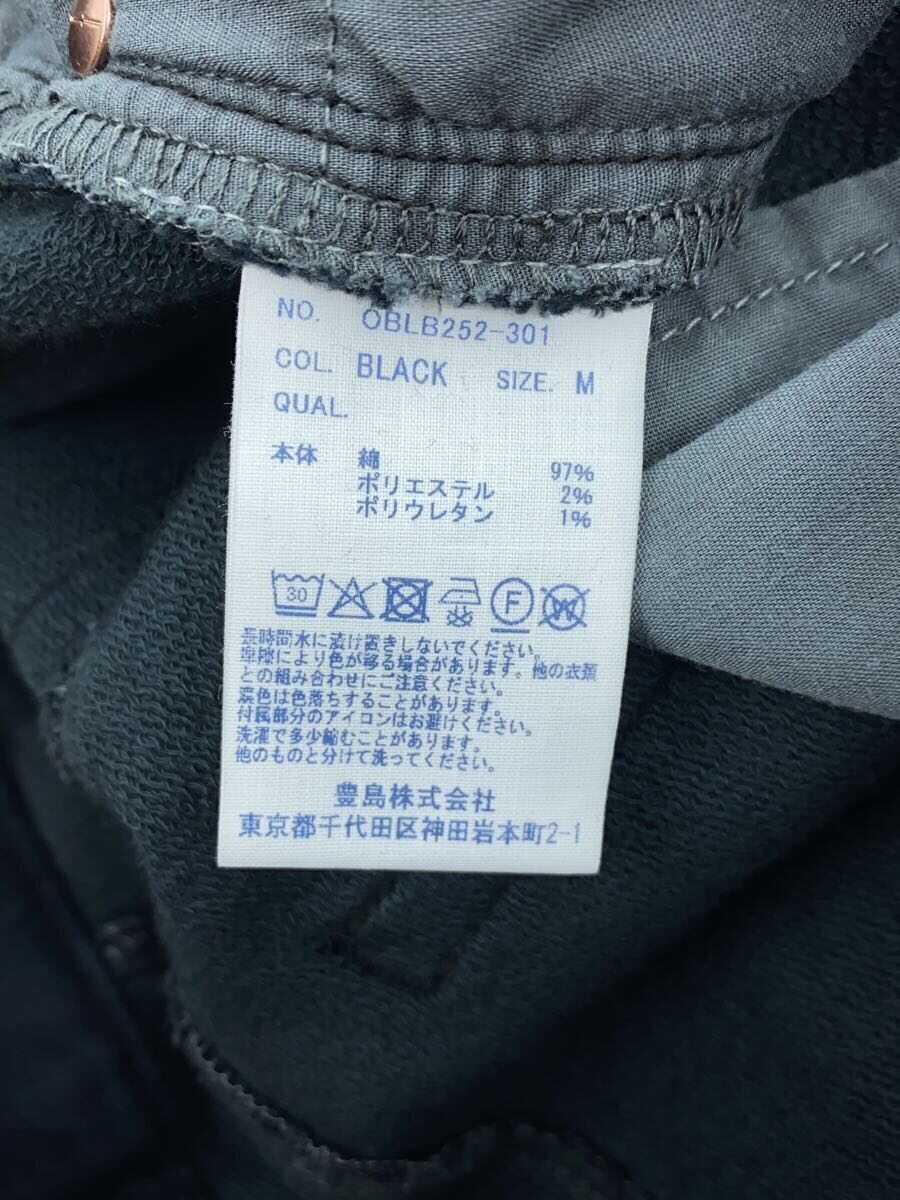 NO. OBLB252-301
COL. BLACK SIZE. M
QUAL.
本体 綿 97%
ポリエステル 2%
ポリウレタン 1%
30 F W
長時間水に漬け置きしないでください。
摩擦により色が移る場合があります。他の衣類
との組み合わせにご注意ください。
濃色は色落ちすることがあります。
付属部分のアイロンはお避けください。
洗濯で多少縮むことがあります。
他のものと分けて洗ってください。
豊島株式会社
東京都千代田区神田岩本町2-1